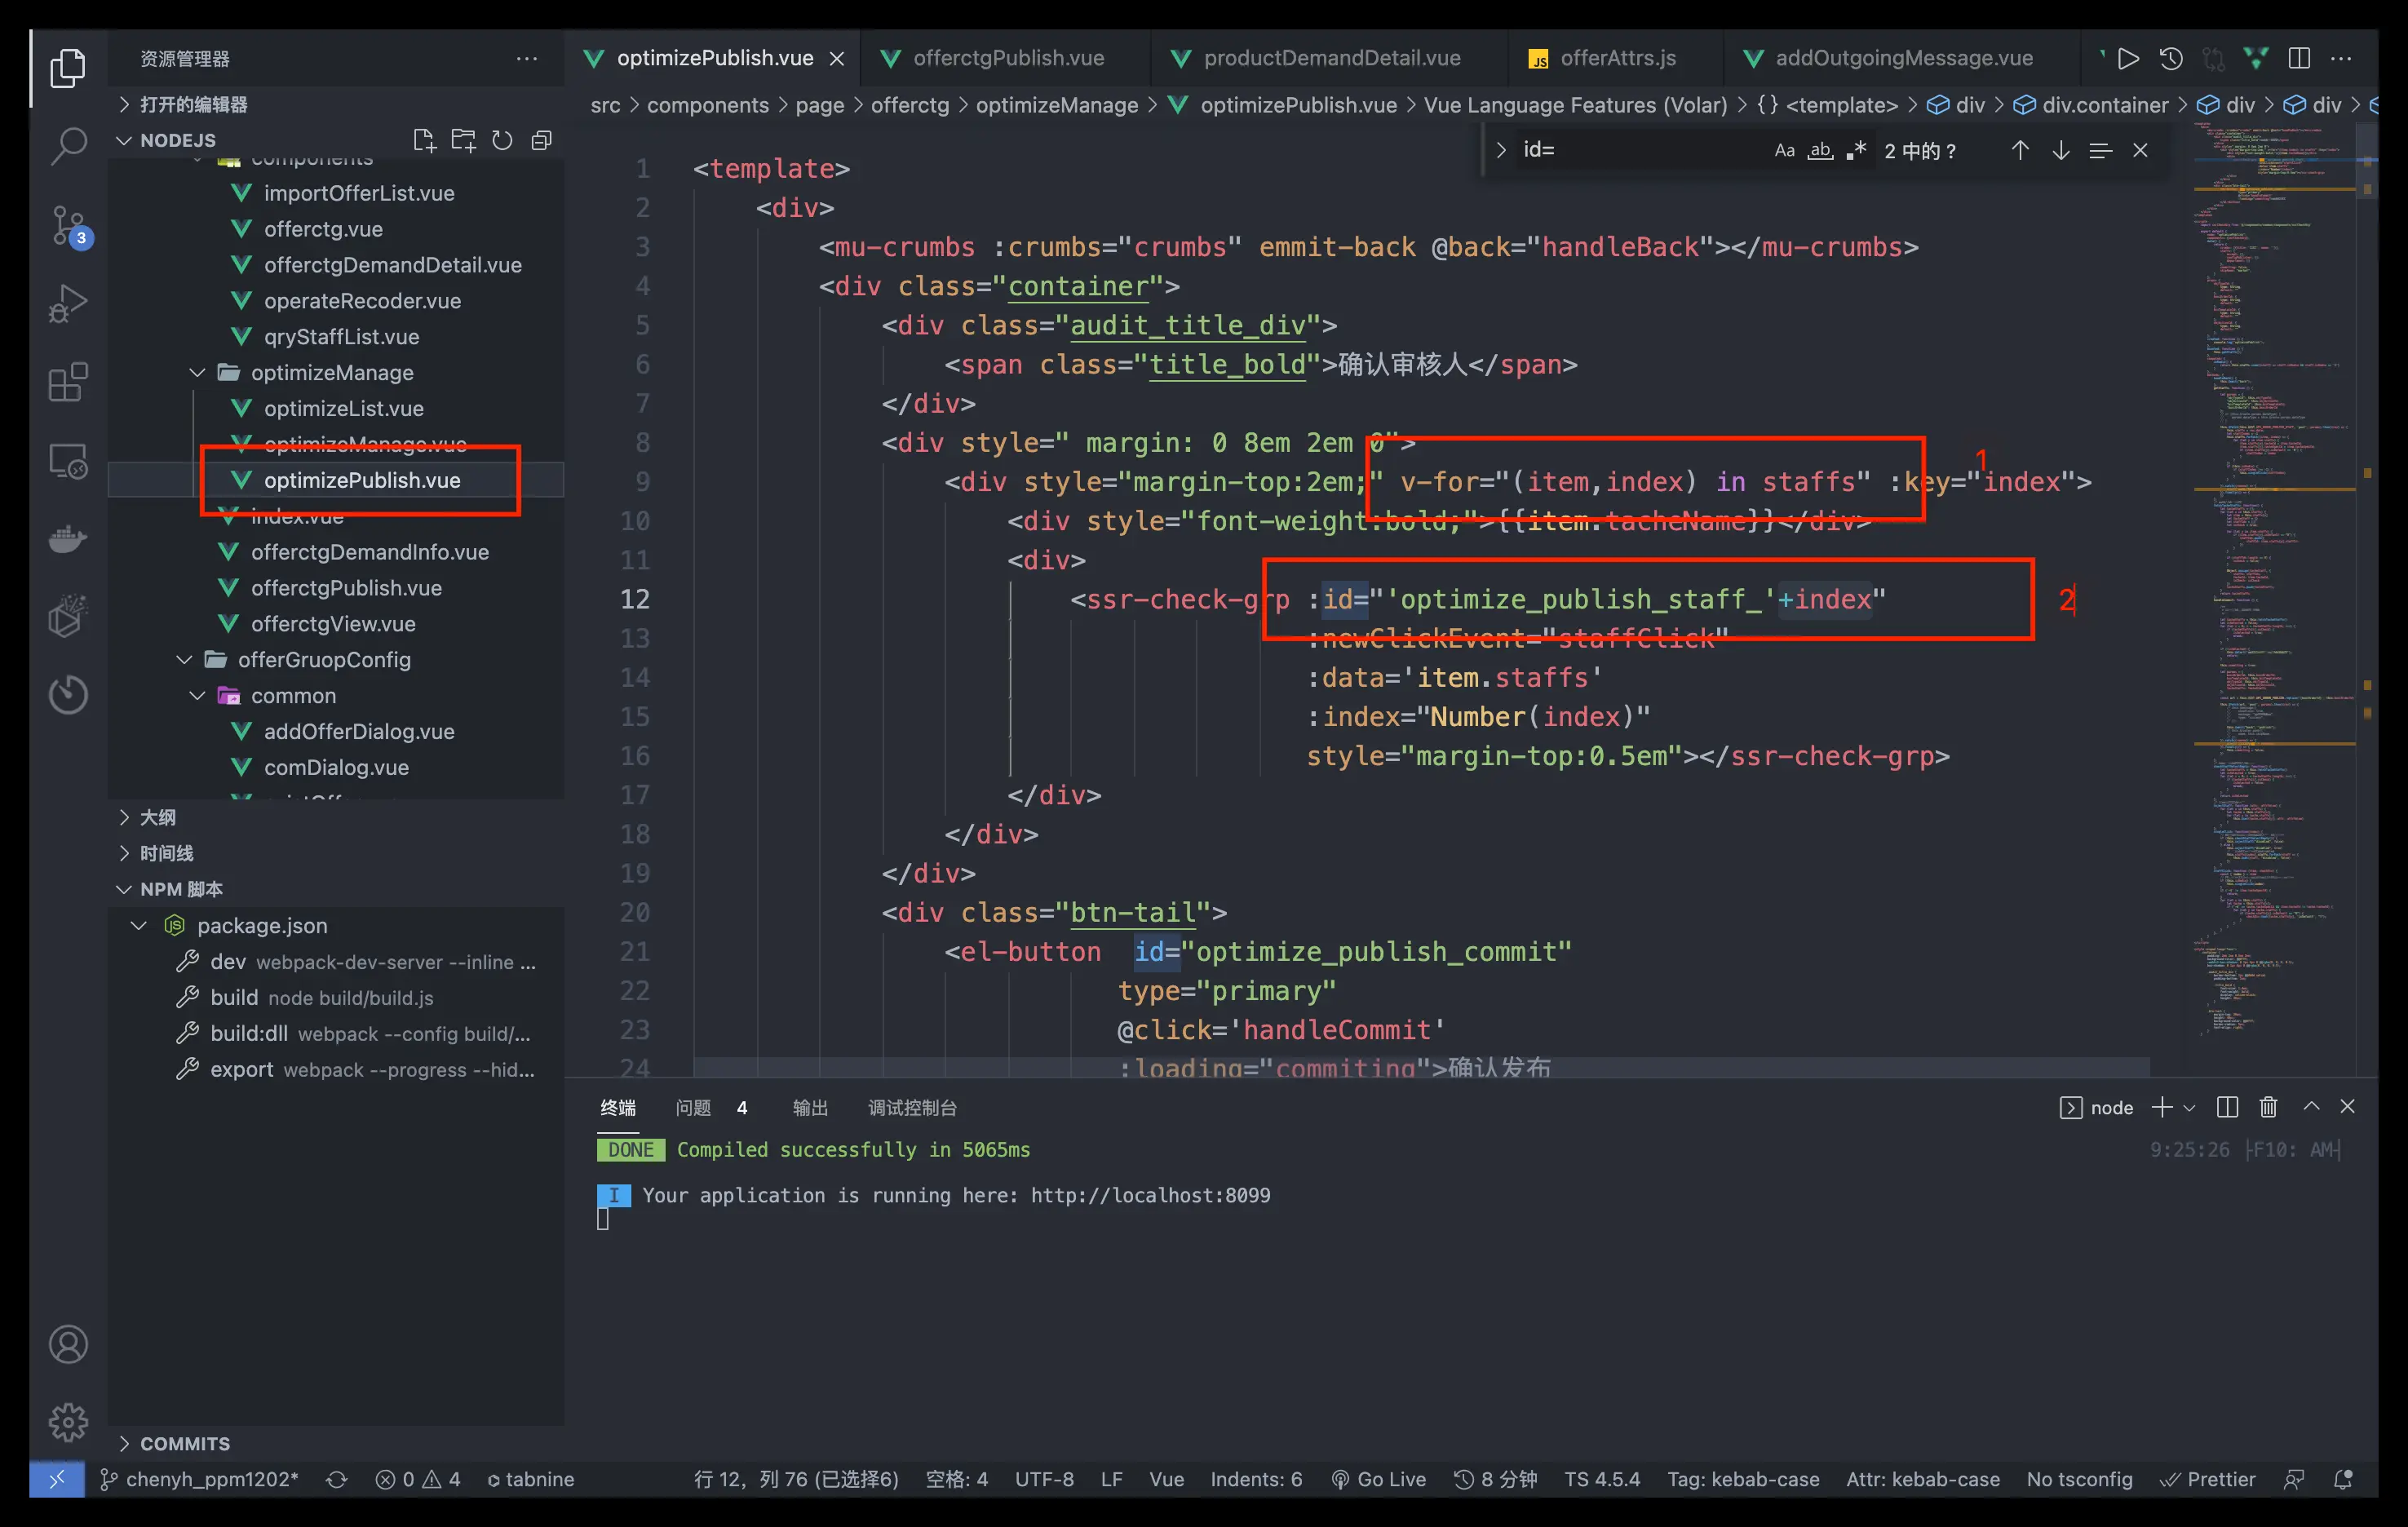 资源管理器
optimizePublish.vue
offerctgPublish.vue
productDemandDetail.vue
JS offerAttrs.js
addOutgoingMessage.vue
打开的编辑器
src > components > page > offerctg > optimizeManage > optimizePublish.vue > Vue Language Features (Volar) > {} <template> > div > div.container > div > div >
NODEJS
components
importOfferList.vue
offerctg.vue
offerctgDemandDetail.vue
operateRecoder.vue
qryStaffList.vue
optimizeManage
optimizeList.vue
optimizeManage.vue
optimizePublish.vue
index.vue
offerctgDemandInfo.vue
offerctgPublish.vue
offerctgView.vue
offerGruopConfig
common
addOfferDialog.vue
comDialog.vue
大纲
时间线
NPM 脚本
package.json
dev webpack-dev-server --inline ...
build node build/build.js
build:dll webpack --config build/...
export webpack --progress --hid...
COMMITS
3
id= Aa ab .* 2 中的 ?
1 <template>
2 <div>
3 <mu-crumbs :crumbs="crumbs" emmit-back @back="handleBack"></mu-crumbs>
4 <div class="container">
5 <div class="audit_title_div">
6 <span class="title_bold">确认审核人</span>
7 </div>
8 <div style=" margin: 0 8em 2em 0">
9 <div style="margin-top:2em;" v-for="(item,index) in staffs" :key="index">
1
10 <div style="font-weight:bold;">{{item.tacheName}}</div>
11 <div>
12 <ssr-check-grp :id="'optimize_publish_staff_'+index"
2
13 :newClickEvent="staffClick"
14 :data='item.staffs'
15 :index="Number(index)"
16 style="margin-top:0.5em"></ssr-check-grp>
17 </div>
18 </div>
19 </div>
20 <div class="btn-tail">
21 <el-button id="optimize_publish_commit"
22 type="primary"
23 @click='handleCommit'
24 :loading="commiting">确认发布
终端 问题 4 输出 调试控制台
node
DONE Compiled successfully in 5065ms
9:25:26 ├F10: AM┤
I Your application is running here: http://localhost:8099
chenyh_ppm1202* 0 4 tabnine 行 12，列 76 (已选择6) 空格: 4 UTF-8 LF Vue Indents: 6 Go Live 8 分钟 TS 4.5.4 Tag: kebab-case Attr: kebab-case No tsconfig Prettier